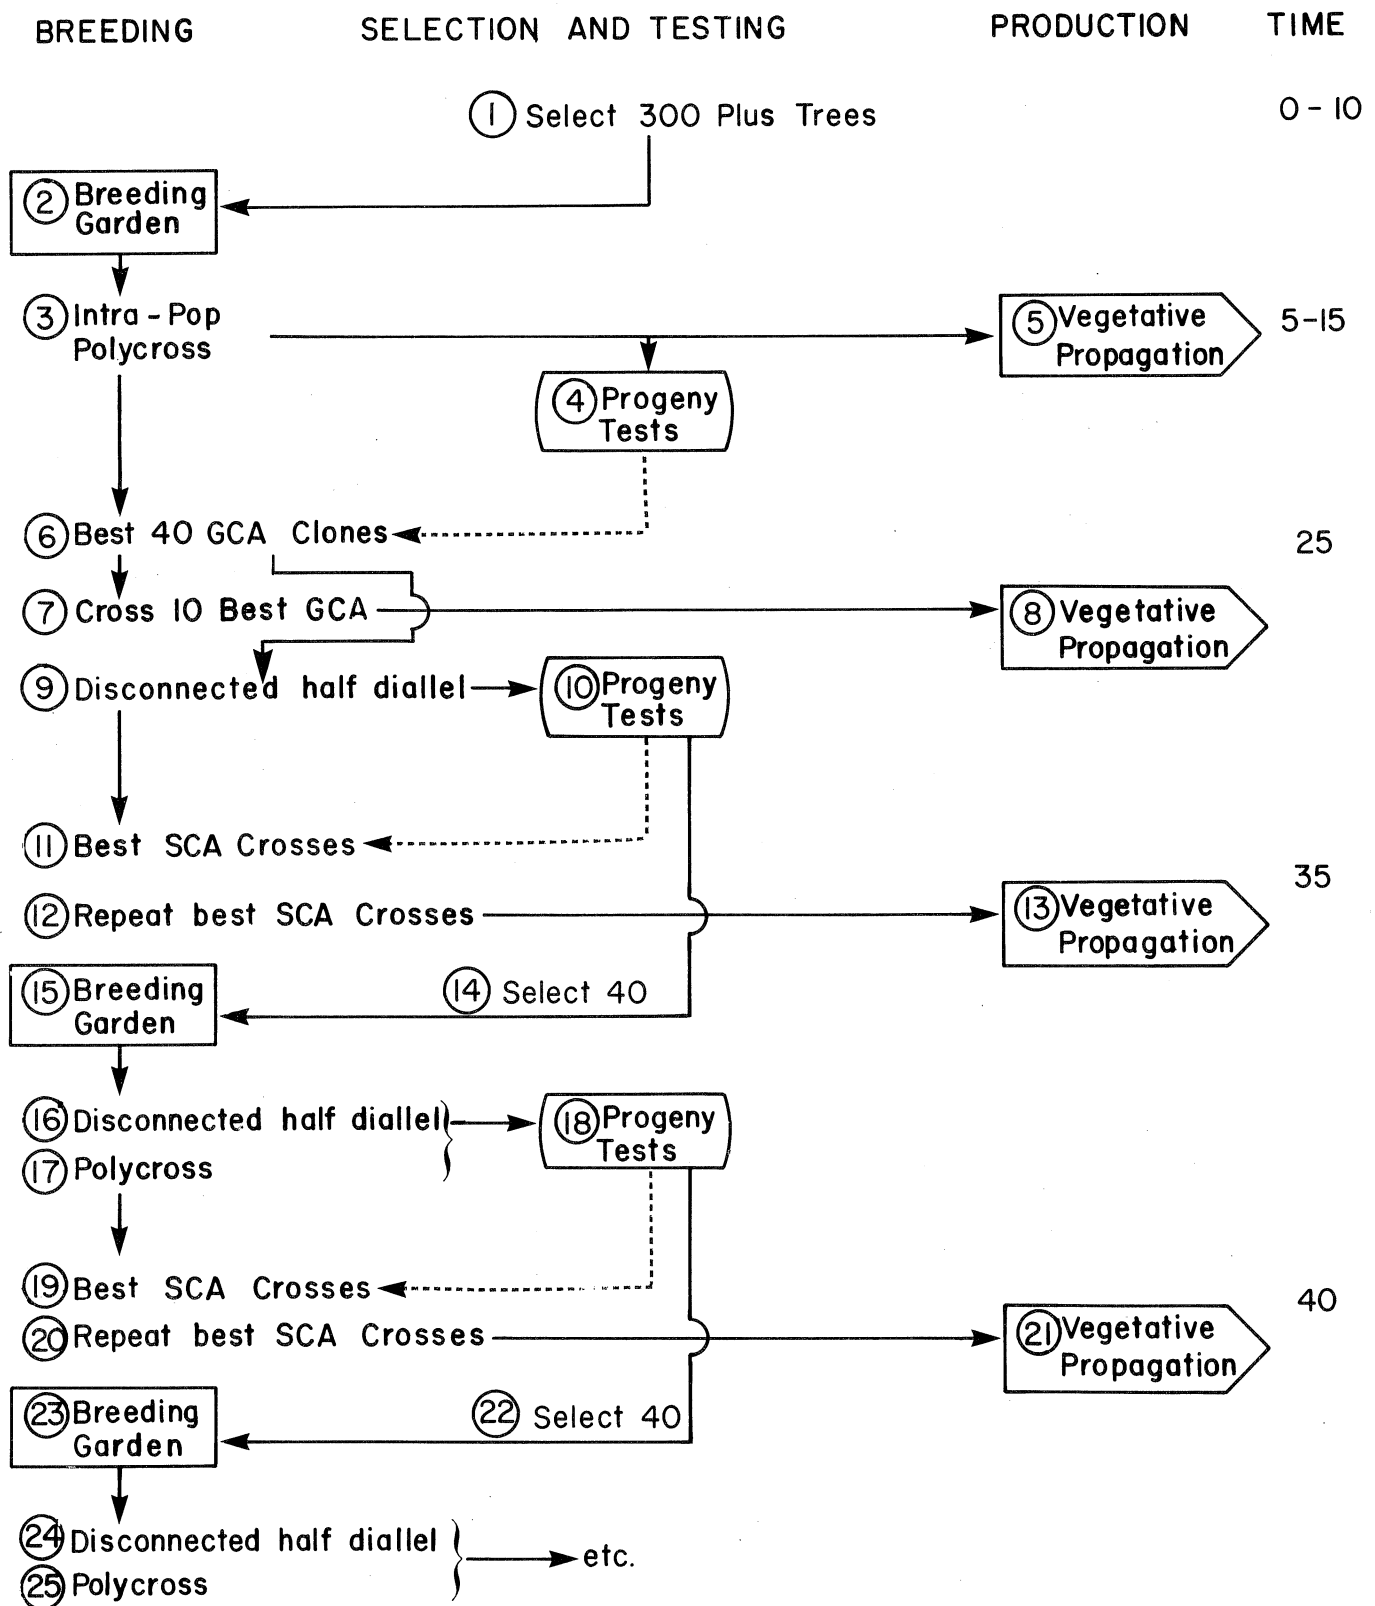 BREEDING SELECTION AND TESTING PRODUCTION TIME
1 Select 300 Plus Trees 0-10
2 Breeding
Garden
3 Intra-Pop
Polycross
5 Vegetative
Propagation
5-15
4 Progeny
Tests
6 Best 40 GCA Clones
25
7 Cross 10 Best GCA
8 Vegetative
Propagation
9 Disconnected half diallel
10 Progeny
Tests
11 Best SCA Crosses
35
12 Repeat best SCA Crosses
13 Vegetative
Propagation
14 Select 40
15 Breeding
Garden
16 Disconnected half diallel
17 Polycross
18 Progeny
Tests
19 Best SCA Crosses
40
20 Repeat best SCA Crosses
21 Vegetative
Propagation
22 Select 40
23 Breeding
Garden
24 Disconnected half diallel
25 Polycross
etc.